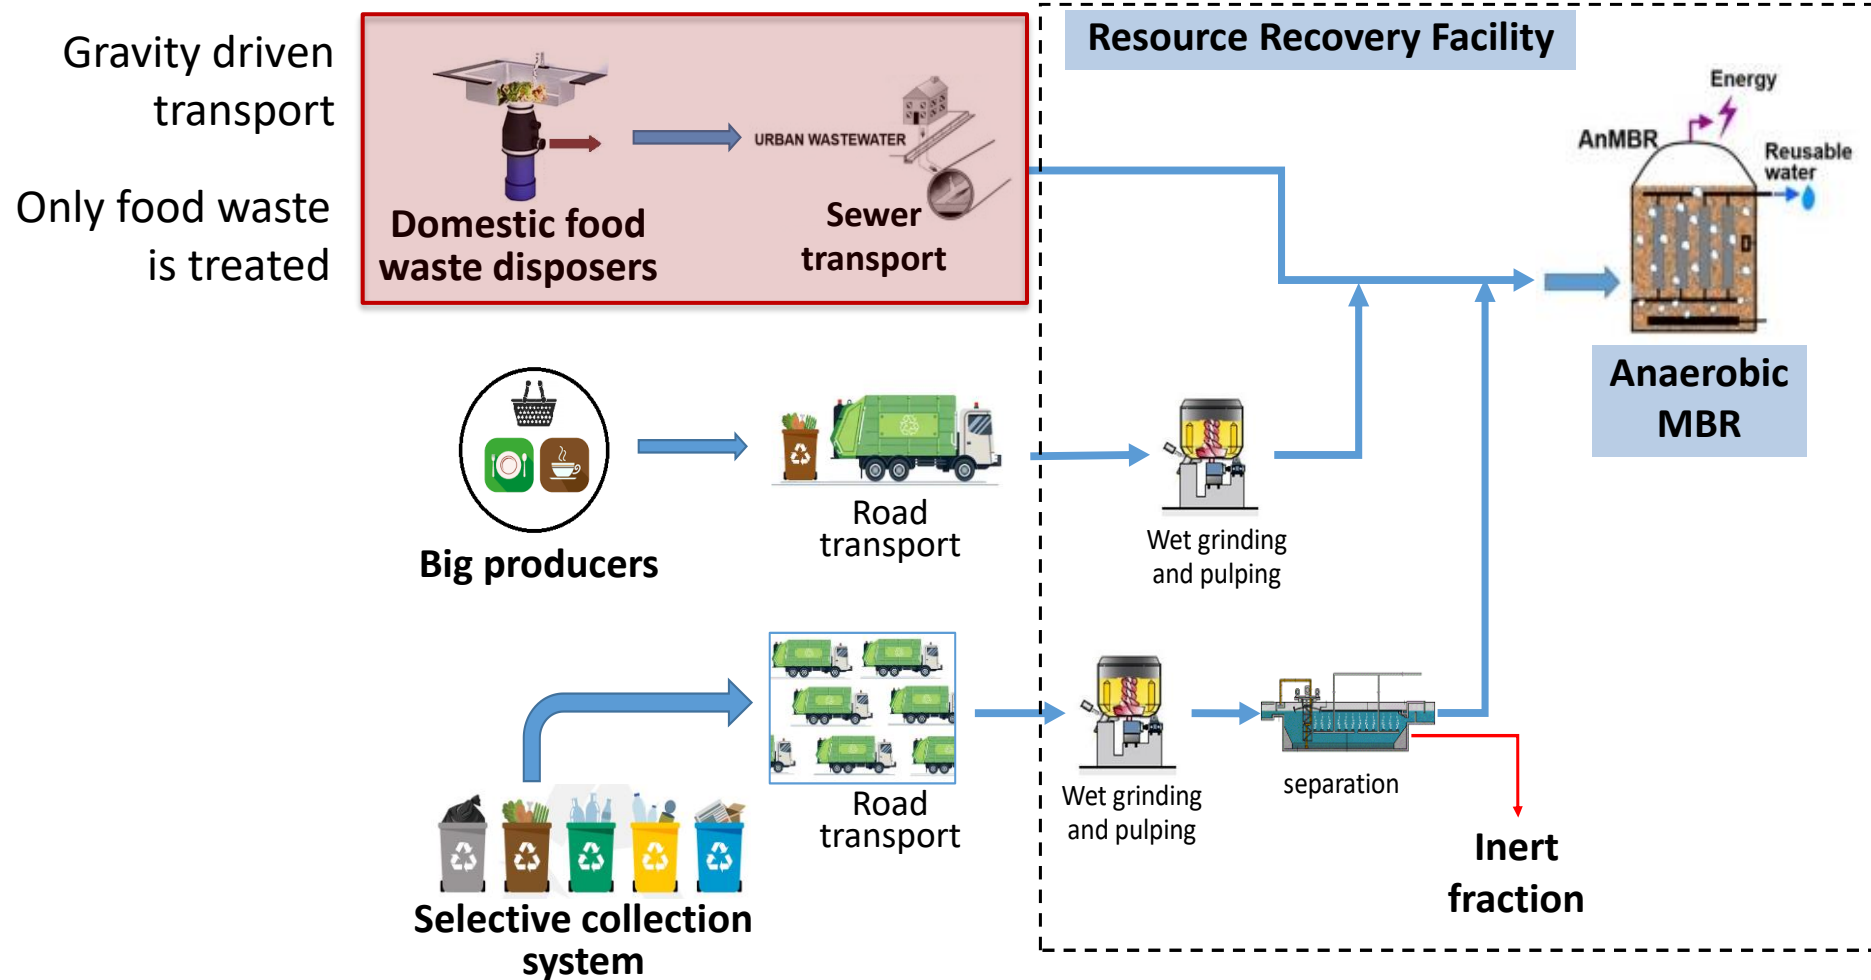 Gravity driven
transport
Only food waste
is treated
URBAN WASTEWATER
Domestic food
waste disposers
Sewer
transport
Resource Recovery Facility
Energy
AnMBR
Reusable
water
Anaerobic
MBR
Big producers
Road
transport
Wet grinding
and pulping
Selective collection
system
Road
transport
Wet grinding
and pulping
separation
Inert
fraction